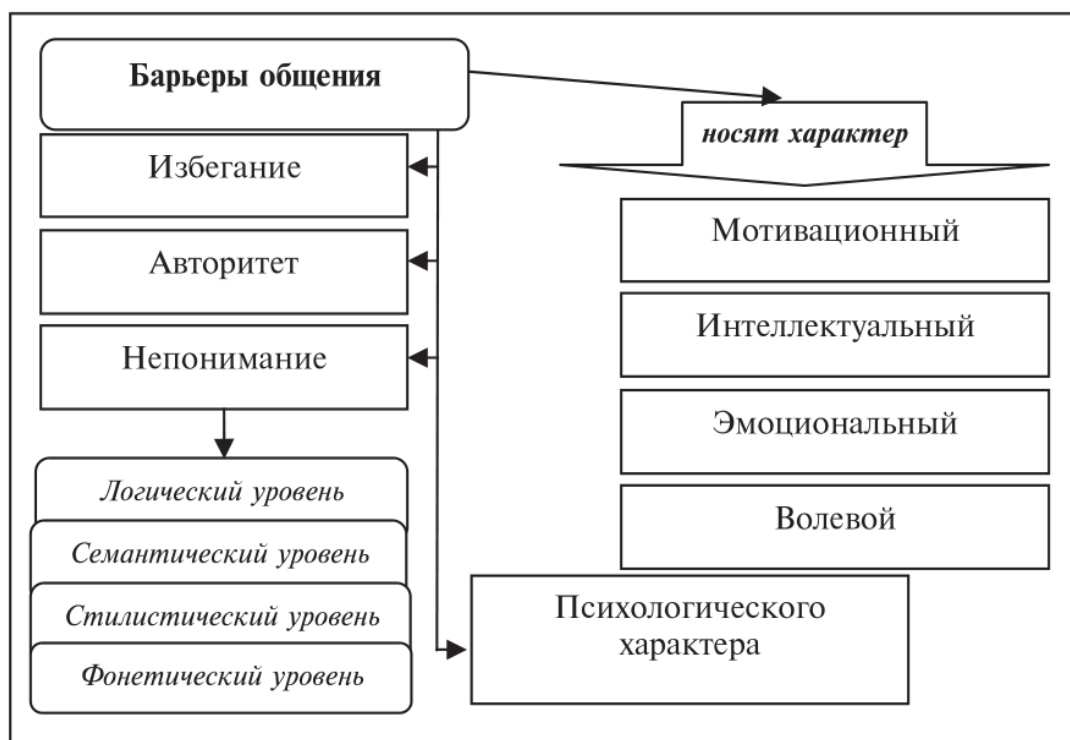 Барьеры общения
носят характер
Избегание
Авторитет
Непонимание
Логический уровень
Семантический уровень
Стилистический уровень
Фонетический уровень
Мотивационный
Интеллектуальный
Эмоциональный
Волевой
Психологического
характера